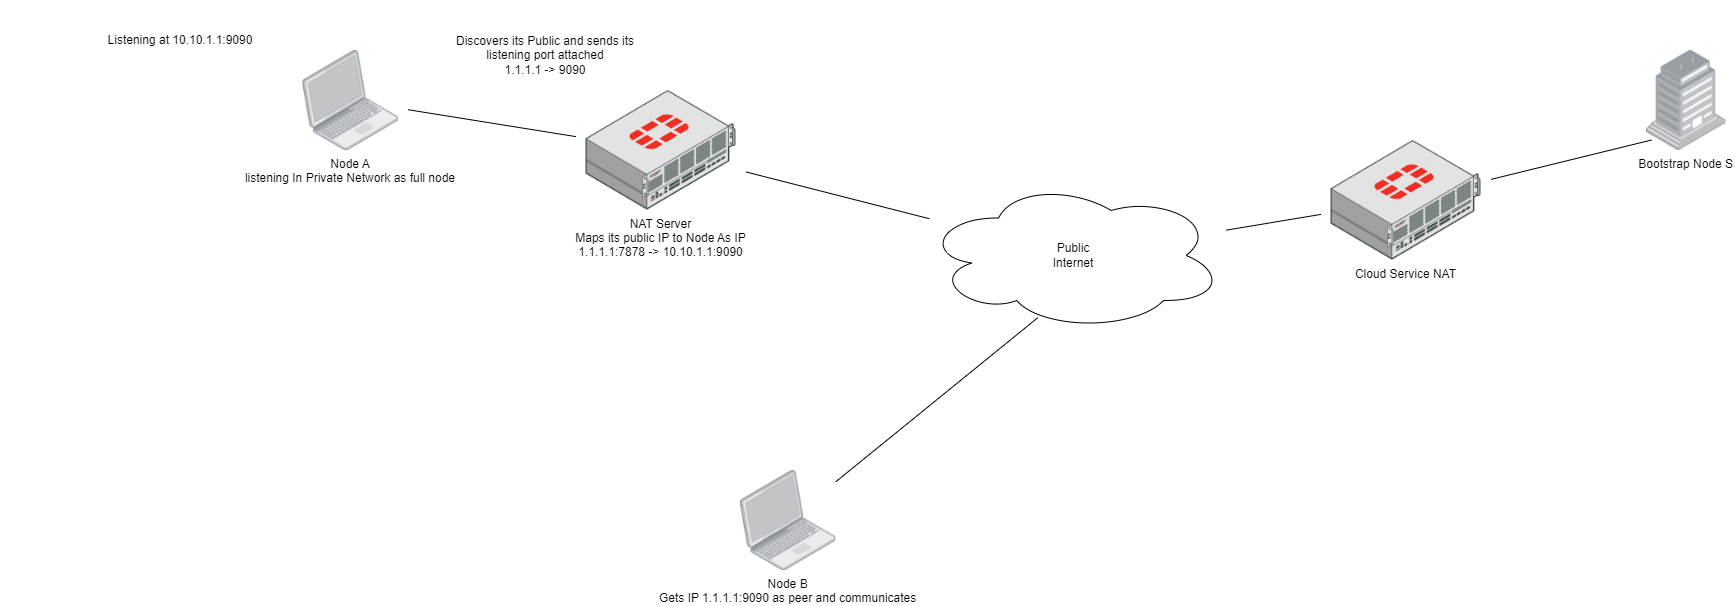 Listening at 10.10.1.1:9090
Discovers its Public and sends its
listening port attached
1.1.1.1 -> 9090
Node A
listening In Private Network as full node
NAT Server
Maps its public IP to Node As IP
1.1.1.1:7878 -> 10.10.1.1:9090
Public
Internet
Cloud Service NAT
Bootstrap Node S
Node B
Gets IP 1.1.1.1:9090 as peer and communicates